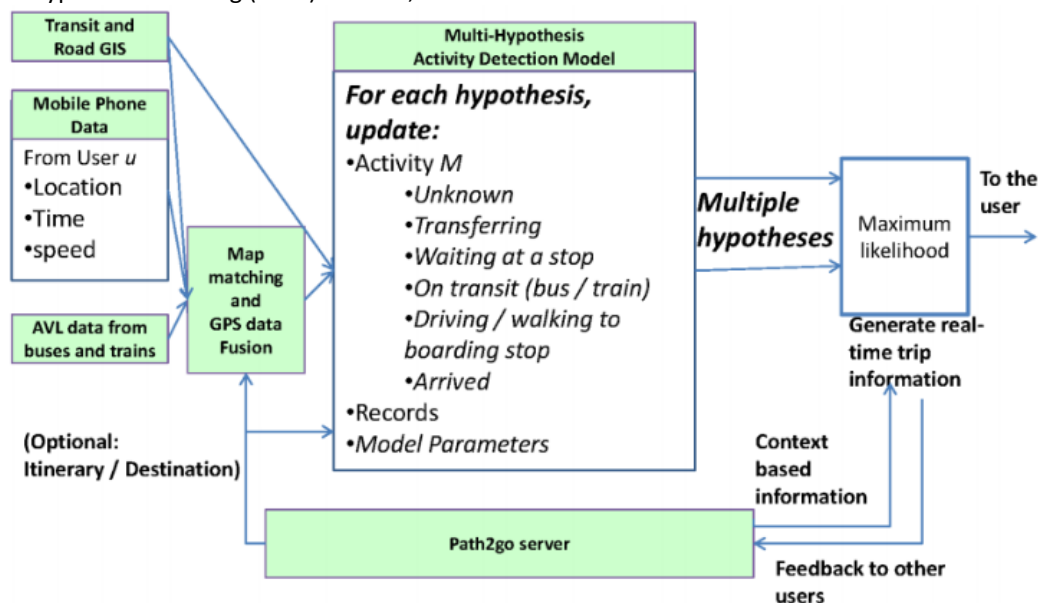 Transit and
Road GIS
Mobile Phone
Data
From User u
•Location
•Time
•speed
AVL data from
buses and trains
Map
matching
and
GPS data
Fusion
(Optional:
Itinerary / Destination)
Multi-Hypothesis
Activity Detection Model
For each hypothesis,
update:
•Activity M
•Unknown
•Transferring
•Waiting at a stop
•On transit (bus / train)
•Driving / walking to
boarding stop
•Arrived
•Records
•Model Parameters
Multiple
hypotheses
Maximum
likelihood
To the
user
Generate real-
time trip
information
Context
based
information
Path2go server
Feedback to other
users